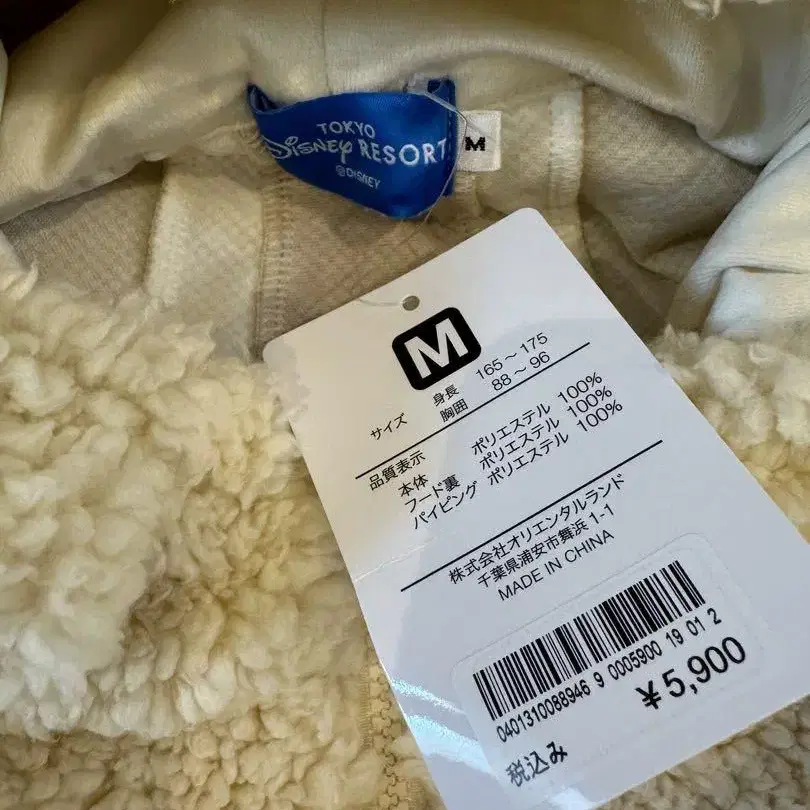 TOKYO
Disney RESORT
©DISNEY
M
M
サイズ
身長 165～175
胸囲 88～96
品質表示
本体 ポリエステル 100%
フード裏 ポリエステル 100%
パイピング ポリエステル 100%
株式会社オリエンタルランド
千葉県浦安市舞浜1-1
MADE IN CHINA
0401310088946 9 0005900 19 01 2
¥5,900
税込み